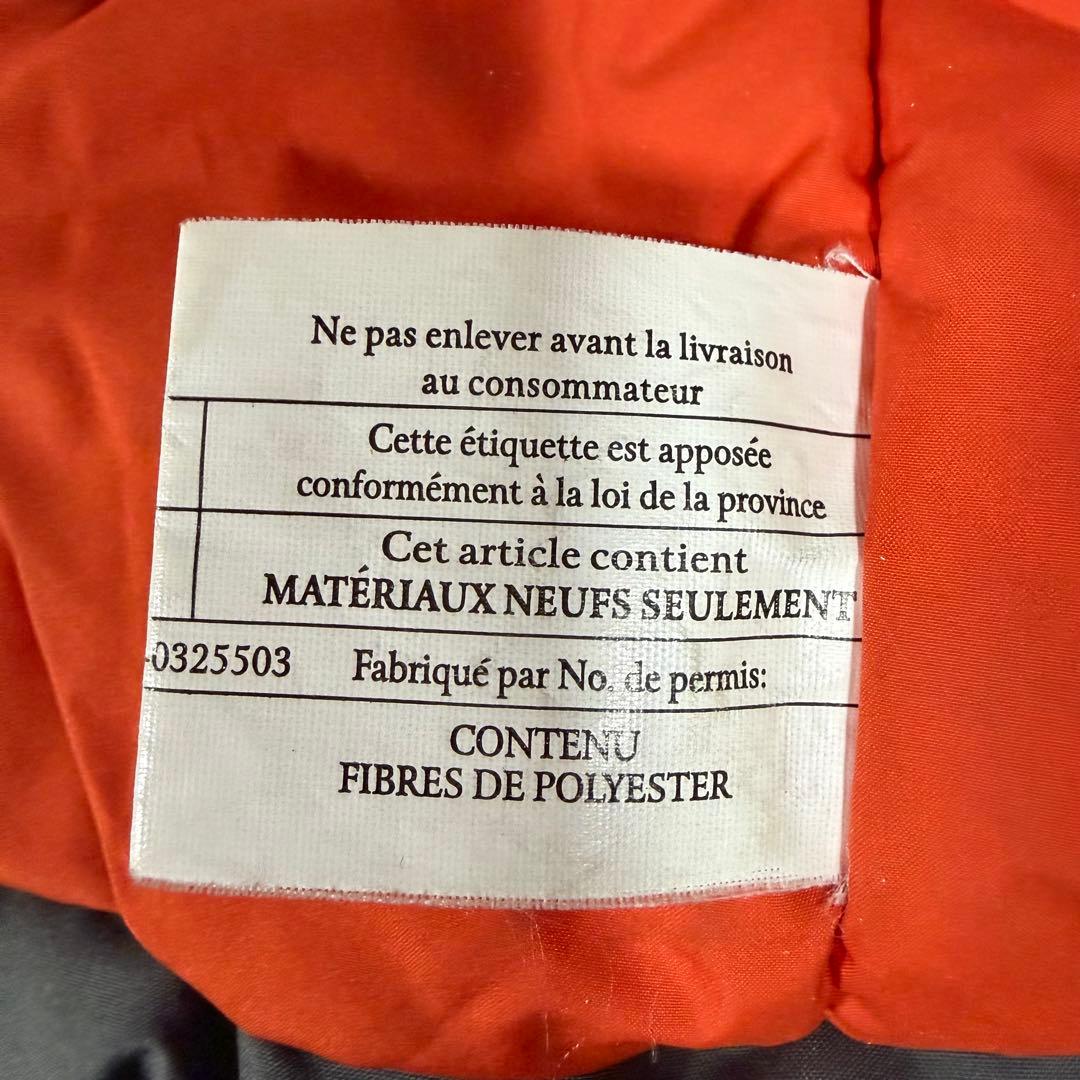 Ne pas enlever avant la livraison
au consommateur
Cette étiquette est apposée
conformément à la loi de la province
Cet article contient
MATÉRIAUX NEUFS SEULEMENT
-0325503 Fabriqué par No. de permis:
CONTENU
FIBRES DE POLYESTER